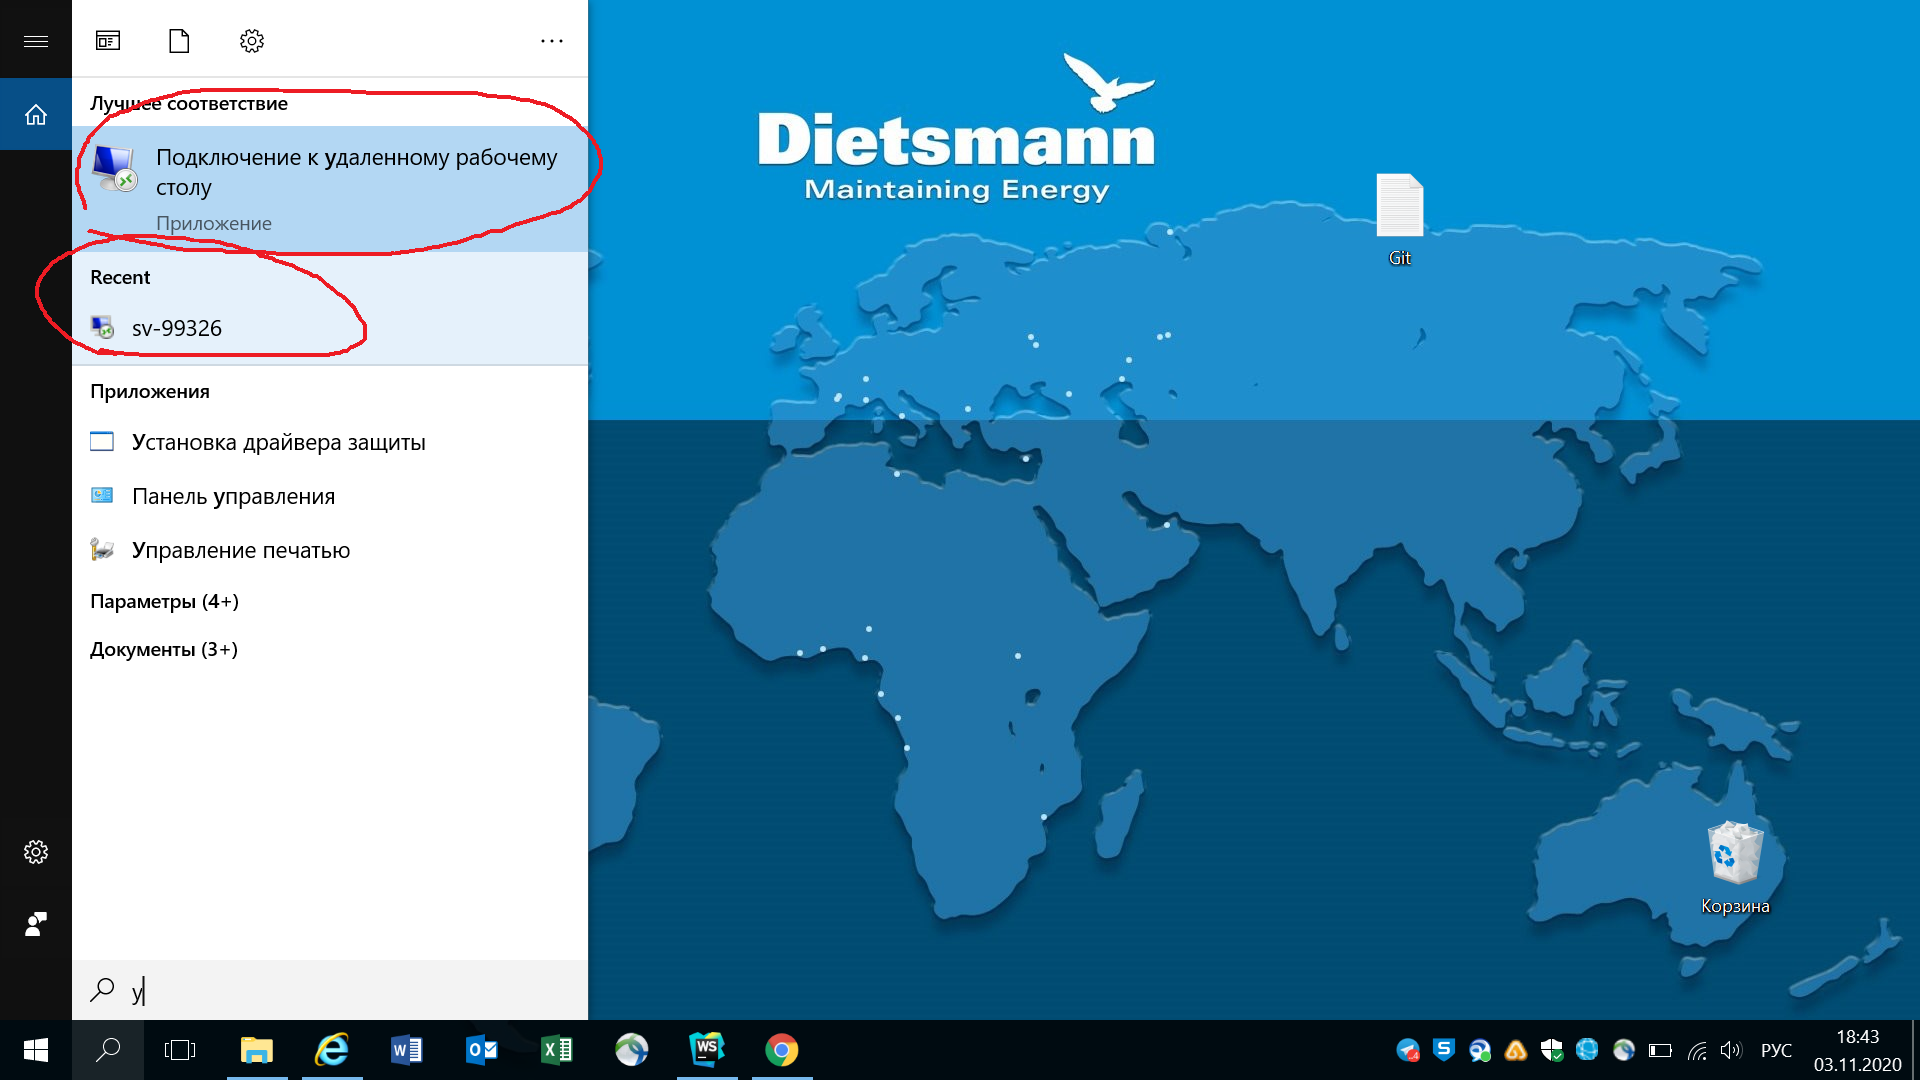 Лучшее соответствие
Подключение к удаленному рабочему
столу
Приложение
Recent
sv-99326
Приложения
Установка драйвера защиты
Панель управления
Управление печатью
Параметры (4+)
Документы (3+)
у
Dietsmann
Maintaining Energy
Git
Корзина
WS
РУС
18:43
03.11.2020